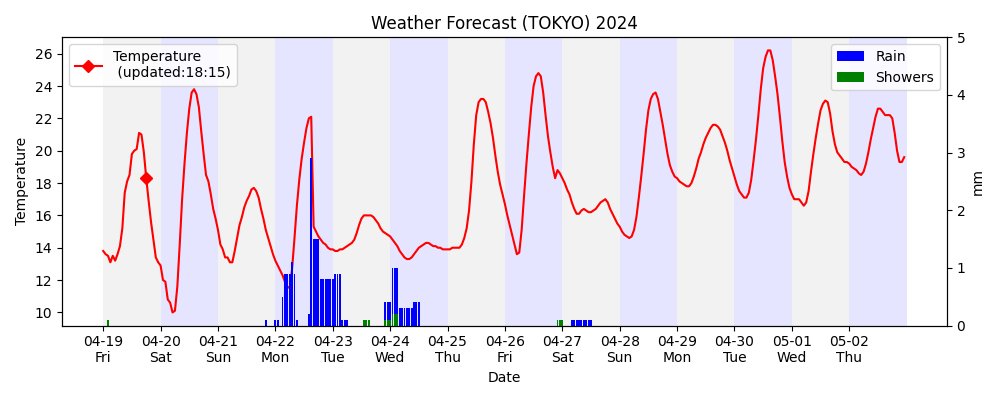 Weather Forecast (TOKYO) 2024
Temperature
(updated:18:15)
Rain
Showers
26
24
22
20
18
16
14
12
10
Temperature
5
4
3
2
1
0
mm
04-19 04-20 04-21 04-22 04-23 04-24 04-25 04-26 04-27 04-28 04-29 04-30 05-01 05-02
Fri Sat Sun Mon Tue Wed Thu Fri Sat Sun Mon Tue Wed Thu
Date